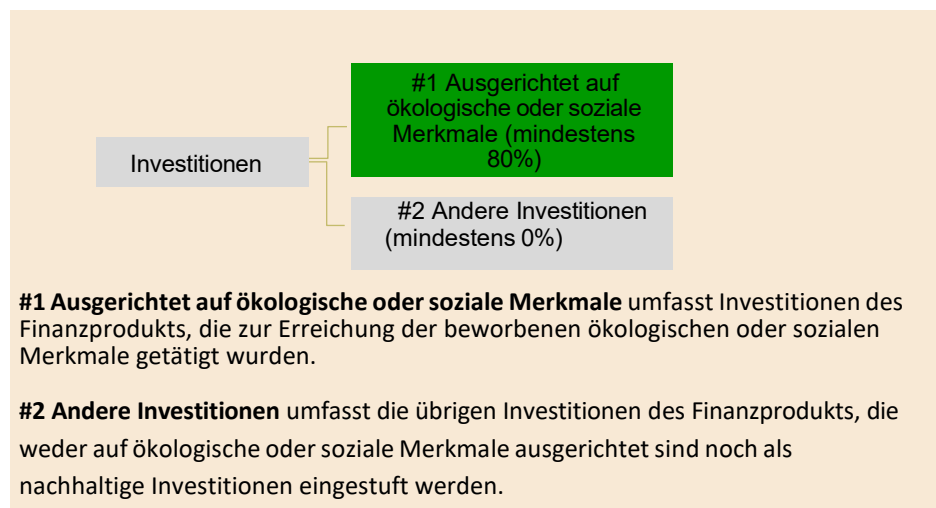 #1 Ausgerichtet auf
ökologische oder soziale
Merkmale (mindestens
80%)
Investitionen
#2 Andere Investitionen
(mindestens 0%)
#1 Ausgerichtet auf ökologische oder soziale Merkmale umfasst Investitionen des
Finanzprodukts, die zur Erreichung der beworbenen ökologischen oder sozialen
Merkmale getätigt wurden.
#2 Andere Investitionen umfasst die übrigen Investitionen des Finanzprodukts, die
weder auf ökologische oder soziale Merkmale ausgerichtet sind noch als
nachhaltige Investitionen eingestuft werden.